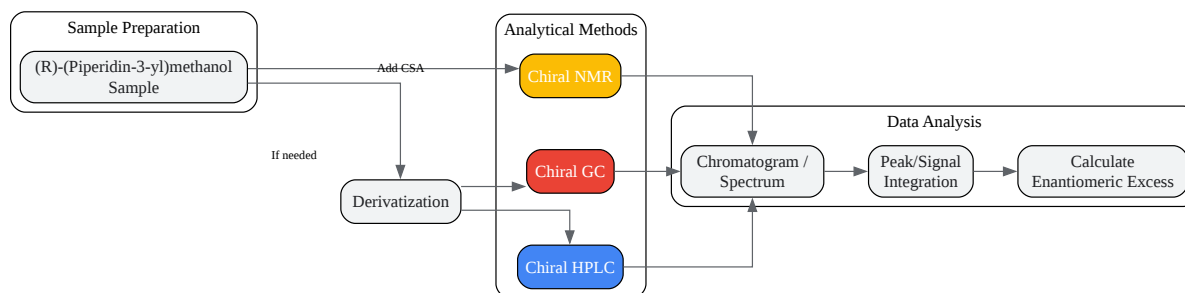 Sample Preparation
(R)-(Piperidin-3-yl)methanol
Sample
Add CSA
If needed
Derivatization
Analytical Methods
Chiral NMR
Chiral GC
Chiral HPLC
Data Analysis
Chromatogram /
Spectrum
Peak/Signal
Integration
Calculate
Enantiomeric Excess